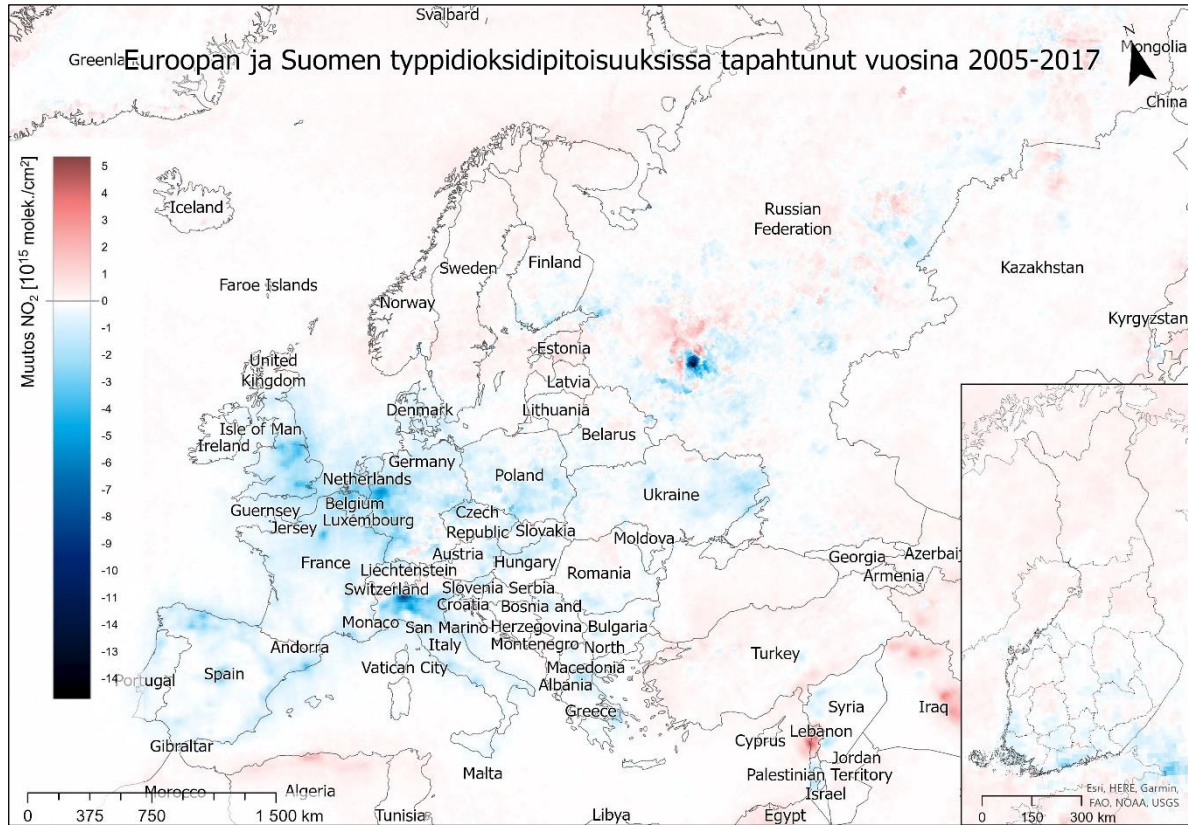 Svalbard
Greenla
Euroopan ja Suomen typpidioksidipitoisuuksissa tapahtunut vuosina 2005-2017
N
Mongolia
China
Muutos NO₂ [10¹⁵ molek./cm²]
5
4
3
2
1
0
-1
-2
-3
-5
-6
-7
-8
-9
-10
-11
-13
-14
Iceland
Faroe Islands
Norway
Sweden
Finland
Russian
Federation
Kazakhstan
Kyrgyzstan
Estonia
Latvia
Lithuania
Belarus
United
Kingdom
Isle of Man
Ireland
Denmark
Germany
Netherlands
Belgium
Luxembourg
Guernsey
Jersey
Poland
Czech
Republic
Slovakia
Ukraine
Moldova
France
Austria
Liechtenstein
Switzerland
Hungary
Slovenia
Serbia
Croatia
Bosnia and
Herzegovina
Romania
Bulgaria
Monaco
San Marino
Italy
Montenegro
North
Macedonia
Vatican City
Albania
Greece
Andorra
Spain
Portugal
Gibraltar
Georgia
Azerbai
Armenia
Turkey
Syria
Iraq
Cyprus
Lebanon
Jordan
Palestinian Territory
Israel
Malta
Morocco
Algeria
Tunisia
Libya
Egypt
0 375 750 1 500 km
0 150 300 km
Esri, HERE, Garmin,
FAO, NOAA, USGS